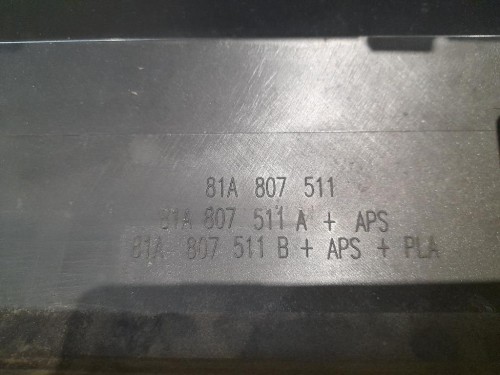 81A 807 511
81A 807 511 A + APS
81A 807 511 B + APS + PLA